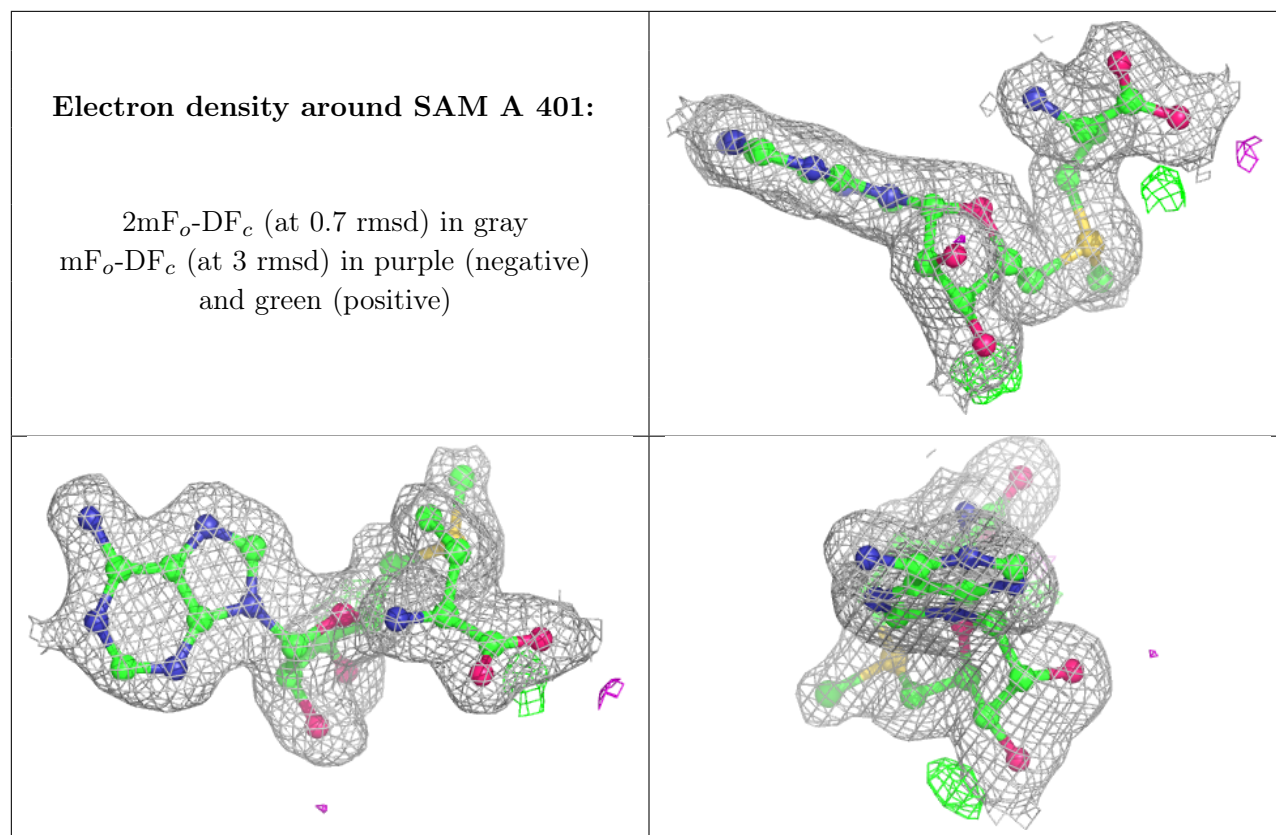 Electron density around SAM A 401:
2mFₒ-DF𝒸 (at 0.7 rmsd) in gray
mFₒ-DF𝒸 (at 3 rmsd) in purple (negative)
and green (positive)